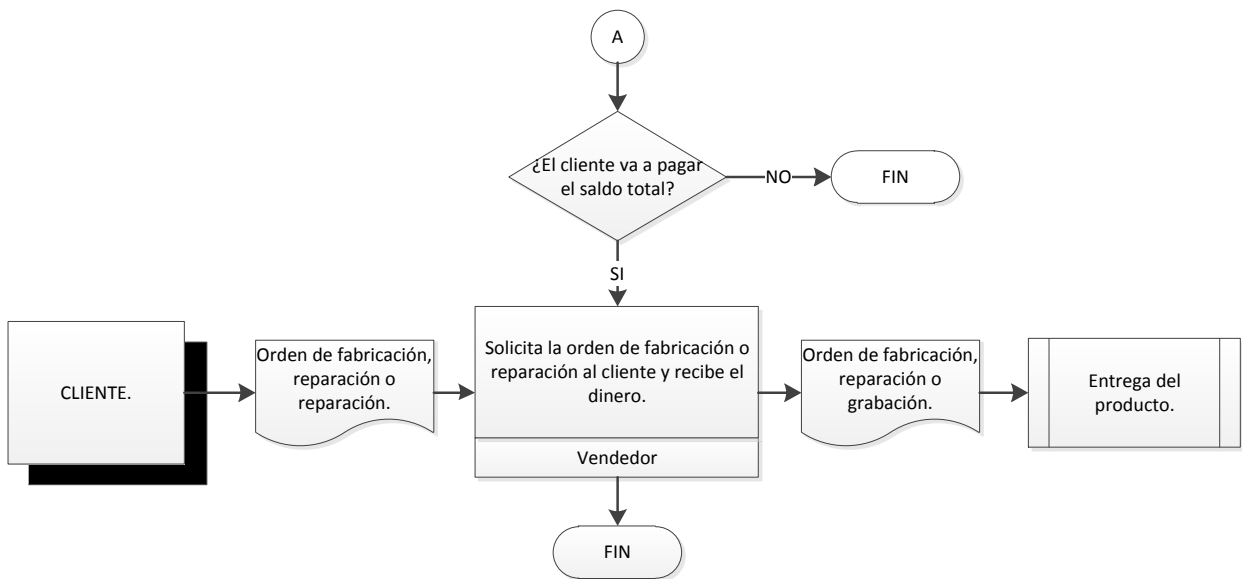 A
¿El cliente va a pagar
el saldo total?
NO
FIN
SI
CLIENTE.
Orden de fabricación,
reparación o
reparación.
Solicita la orden de fabricación o
reparación al cliente y recibe el
dinero.
Vendedor
Orden de fabricación,
reparación o
grabación.
Entrega del
producto.
FIN